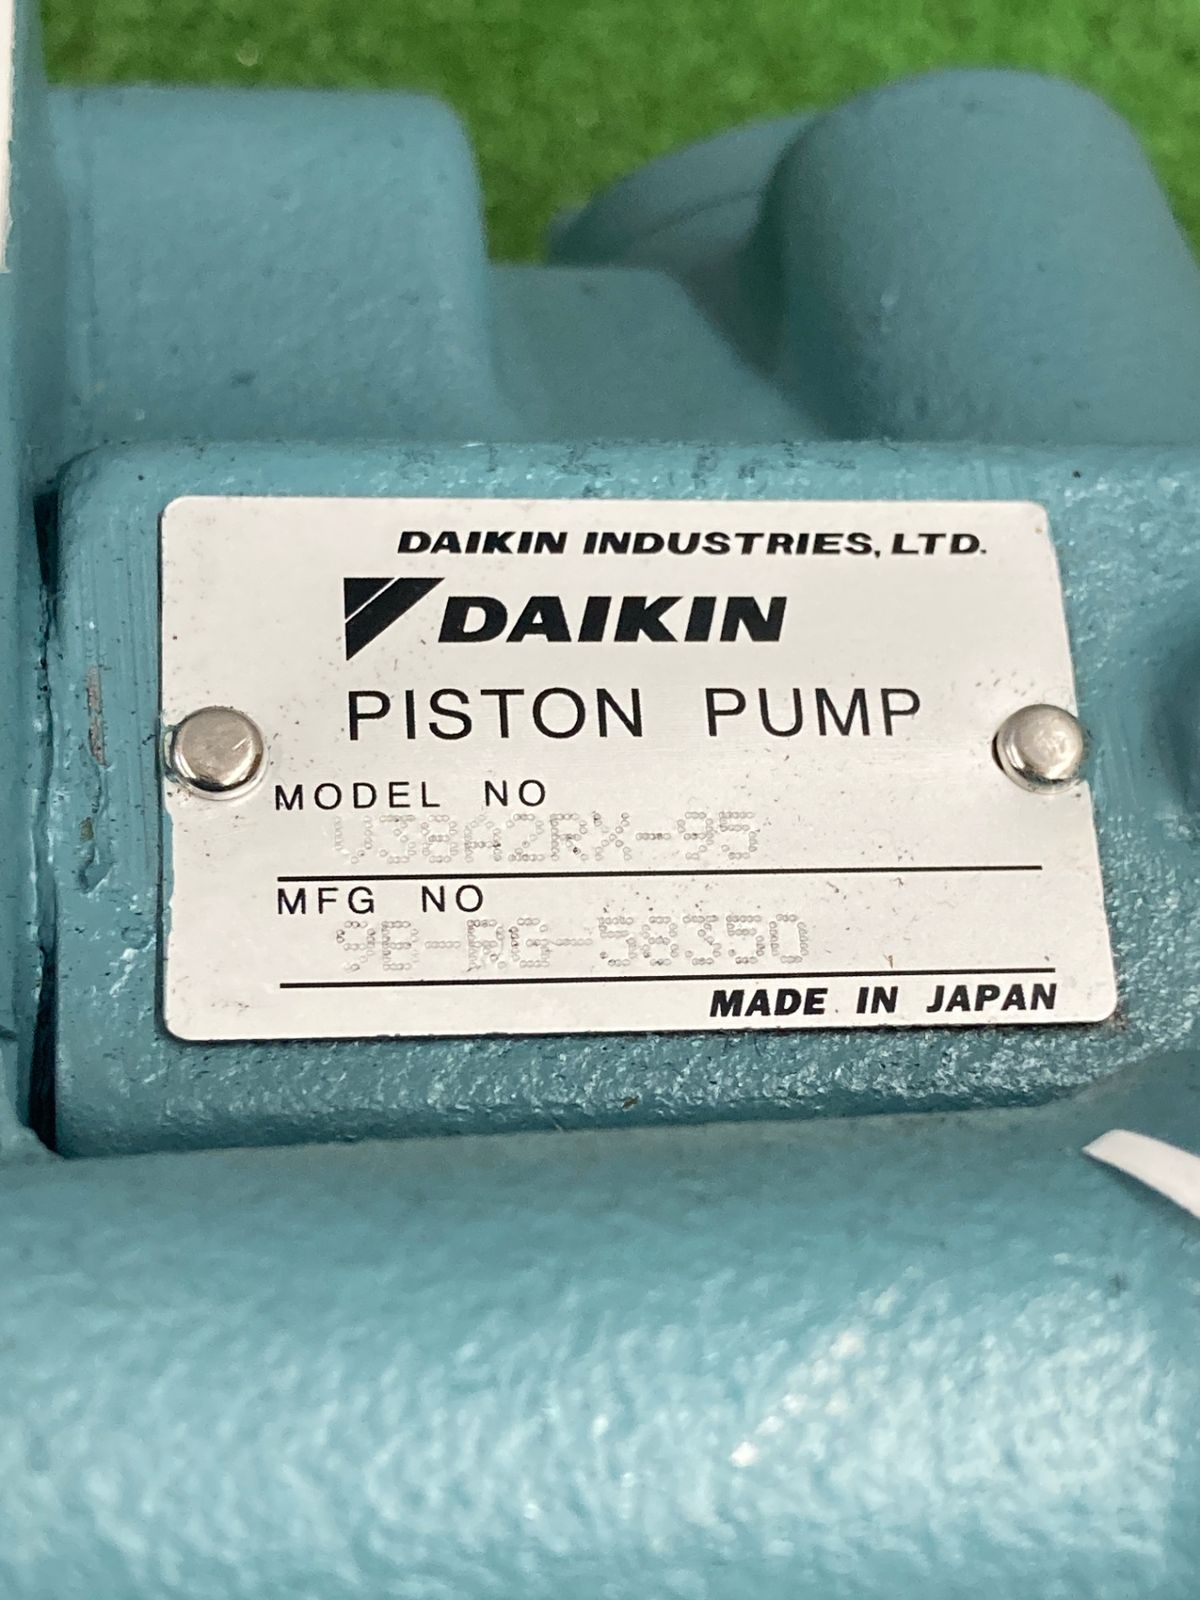 DAIKIN INDUSTRIES, LTD.
DAIKIN
PISTON PUMP
MODEL NO
MFG NO
MADE IN JAPAN